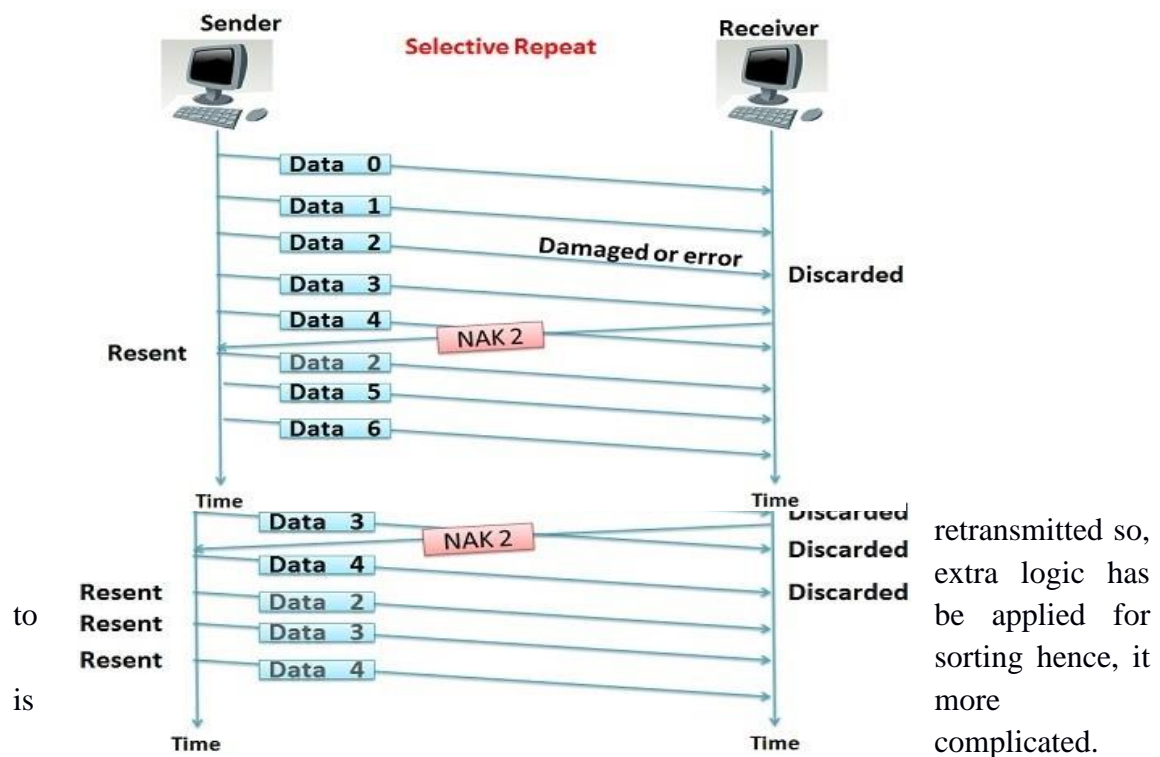 Sender
Receiver
Selective Repeat
Data 0
Data 1
Data 2
Damaged or error
Discarded
Data 3
Data 4
NAK 2
Resent
Data 2
Data 5
Data 6
Time Time
Discarded
Data 3
NAK 2
Discarded
Data 4
Discarded
Resent
Data 2
Resent
Data 3
Resent
Data 4
Time Time
retransmitted so,
extra logic has
to be applied for
sorting hence, it
is more
complicated.